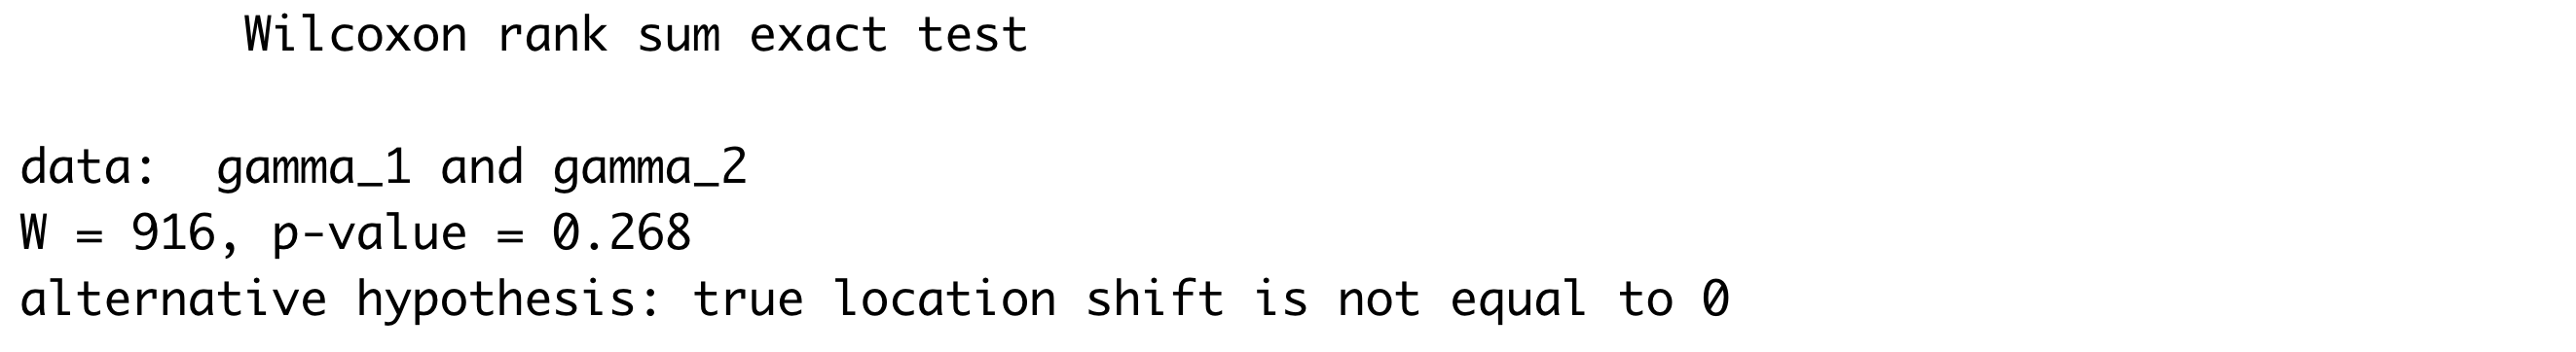 Wilcoxon rank sum exact test
data:  gamma_1 and gamma_2
W = 916, p-value = 0.268
alternative hypothesis: true location shift is not equal to 0